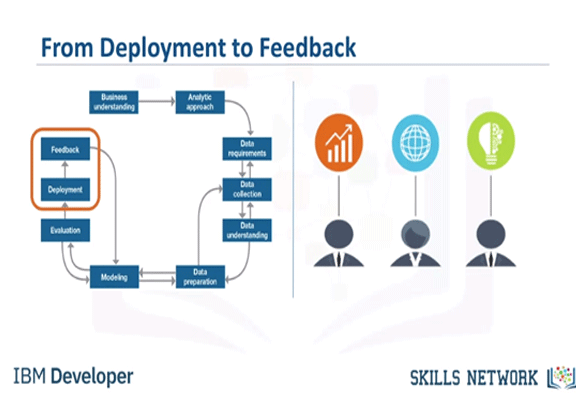 From Deployment to Feedback
Business
understanding
Analytic
approach
Feedback
Data
requirements
Deployment
Data
collection
Evaluation
Data
understanding
Modeling
Data
preparation
IBM Developer
SKILLS NETWORK